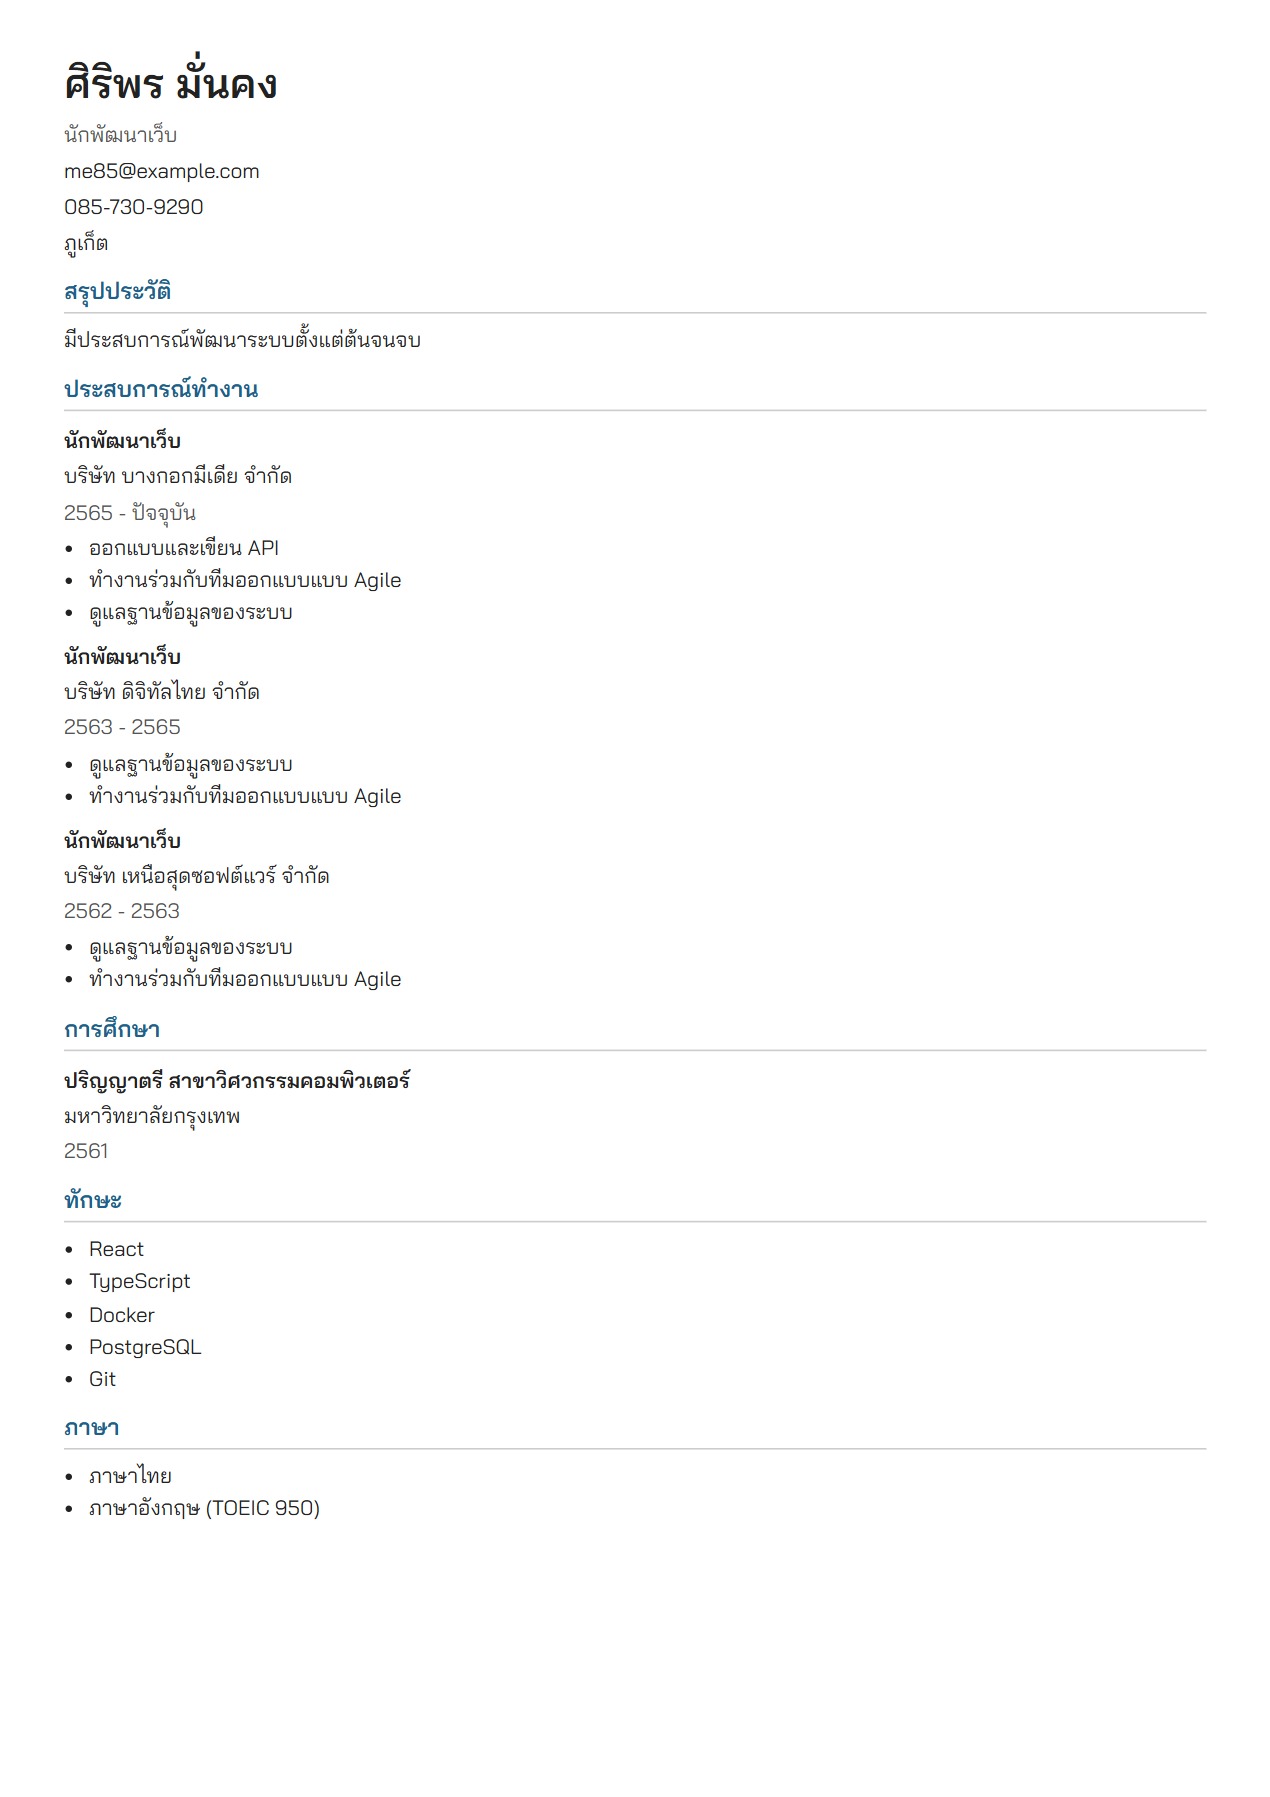 ศิริพร มั่นคง
นักพัฒนาเว็บ
me85@example.com
085-730-9290
ภูเก็ต
สรุปประวัติ
มีประสบการณ์พัฒนาระบบตั้งแต่ต้นจนจบ
ประสบการณ์ทำงาน
นักพัฒนาเว็บ
บริษัท บางกอกมีเดีย จำกัด
2565 - ปัจจุบัน
• ออกแบบและเขียน API
• ทำงานร่วมกับทีมออกแบบแบบ Agile
• ดูแลฐานข้อมูลของระบบ
นักพัฒนาเว็บ
บริษัท ดิจิทัลไทย จำกัด
2563 - 2565
• ดูแลฐานข้อมูลของระบบ
• ทำงานร่วมกับทีมออกแบบแบบ Agile
นักพัฒนาเว็บ
บริษัท เหนือสุดซอฟต์แวร์ จำกัด
2562 - 2563
• ดูแลฐานข้อมูลของระบบ
• ทำงานร่วมกับทีมออกแบบแบบ Agile
การศึกษา
ปริญญาตรี สาขาวิศวกรรมคอมพิวเตอร์
มหาวิทยาลัยกรุงเทพ
2561
ทักษะ
• React
• TypeScript
• Docker
• PostgreSQL
• Git
ภาษา
• ภาษาไทย
• ภาษาอังกฤษ (TOEIC 950)